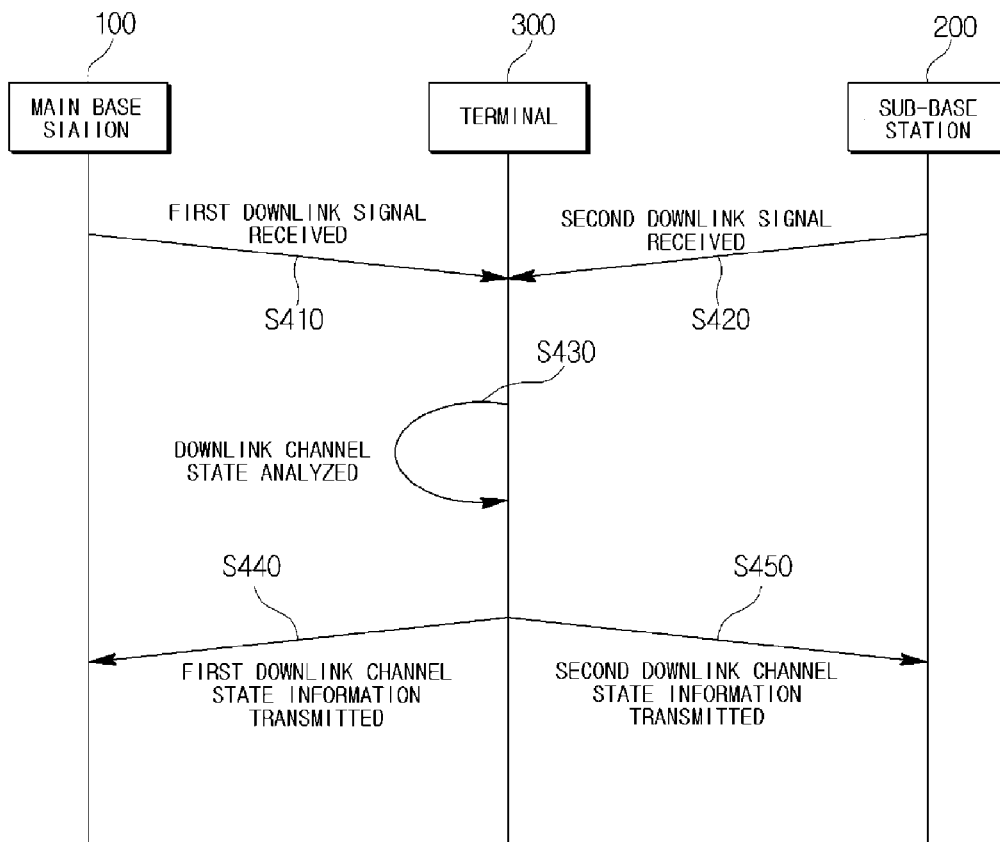 100
300
200
MAIN BASE
SIAIION
TERMINAL
SUB-BASE
STATION
FIRST DOWNLINK SIGNAL
RECEIVED
SECOND DOWNLINK SIGNAL
RECEIVED
S410
S420
S430
DOWNLINK CHANNEL
STATE ANALYZED
S440
S450
FIRST DOWNLINK CHANNEL
STATE INFORMATION
TRANSMITTED
SECOND DOWNLINK CHANNEL
STATE INFORMATION
TRANSMITTED